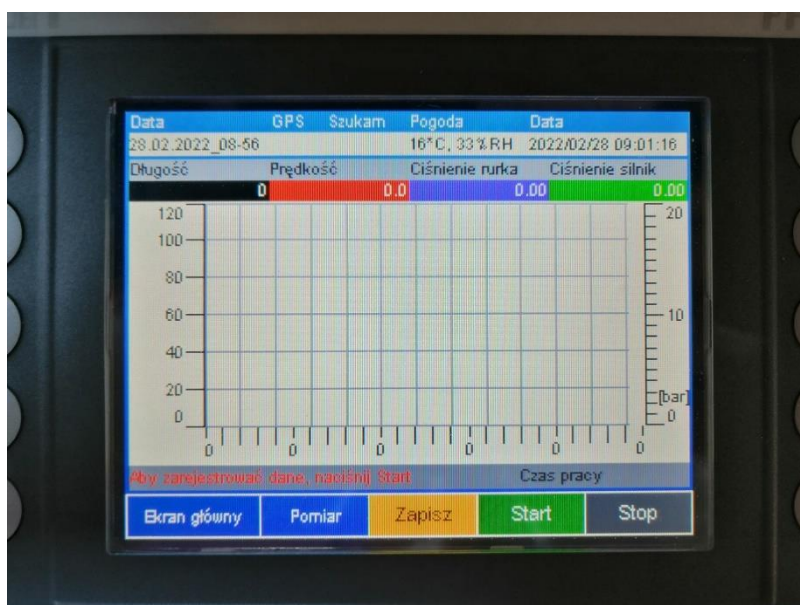 Data GPS Szukam Pogoda Data
28.02.2022_08-56 16°C, 33%RH 2022/02/28 09:01:16
Długość Prędkość Ciśnienie rurka Ciśnienie silnik
0 0.0 0.00 0.00
120 20
100
80
60 10
40
20 [bar]
0 0
0 0 0 0 0 0
Aby zarejestrować dane, naciśnij Start Czas pracy
Ekran główny Pomiar Zapisz Start Stop